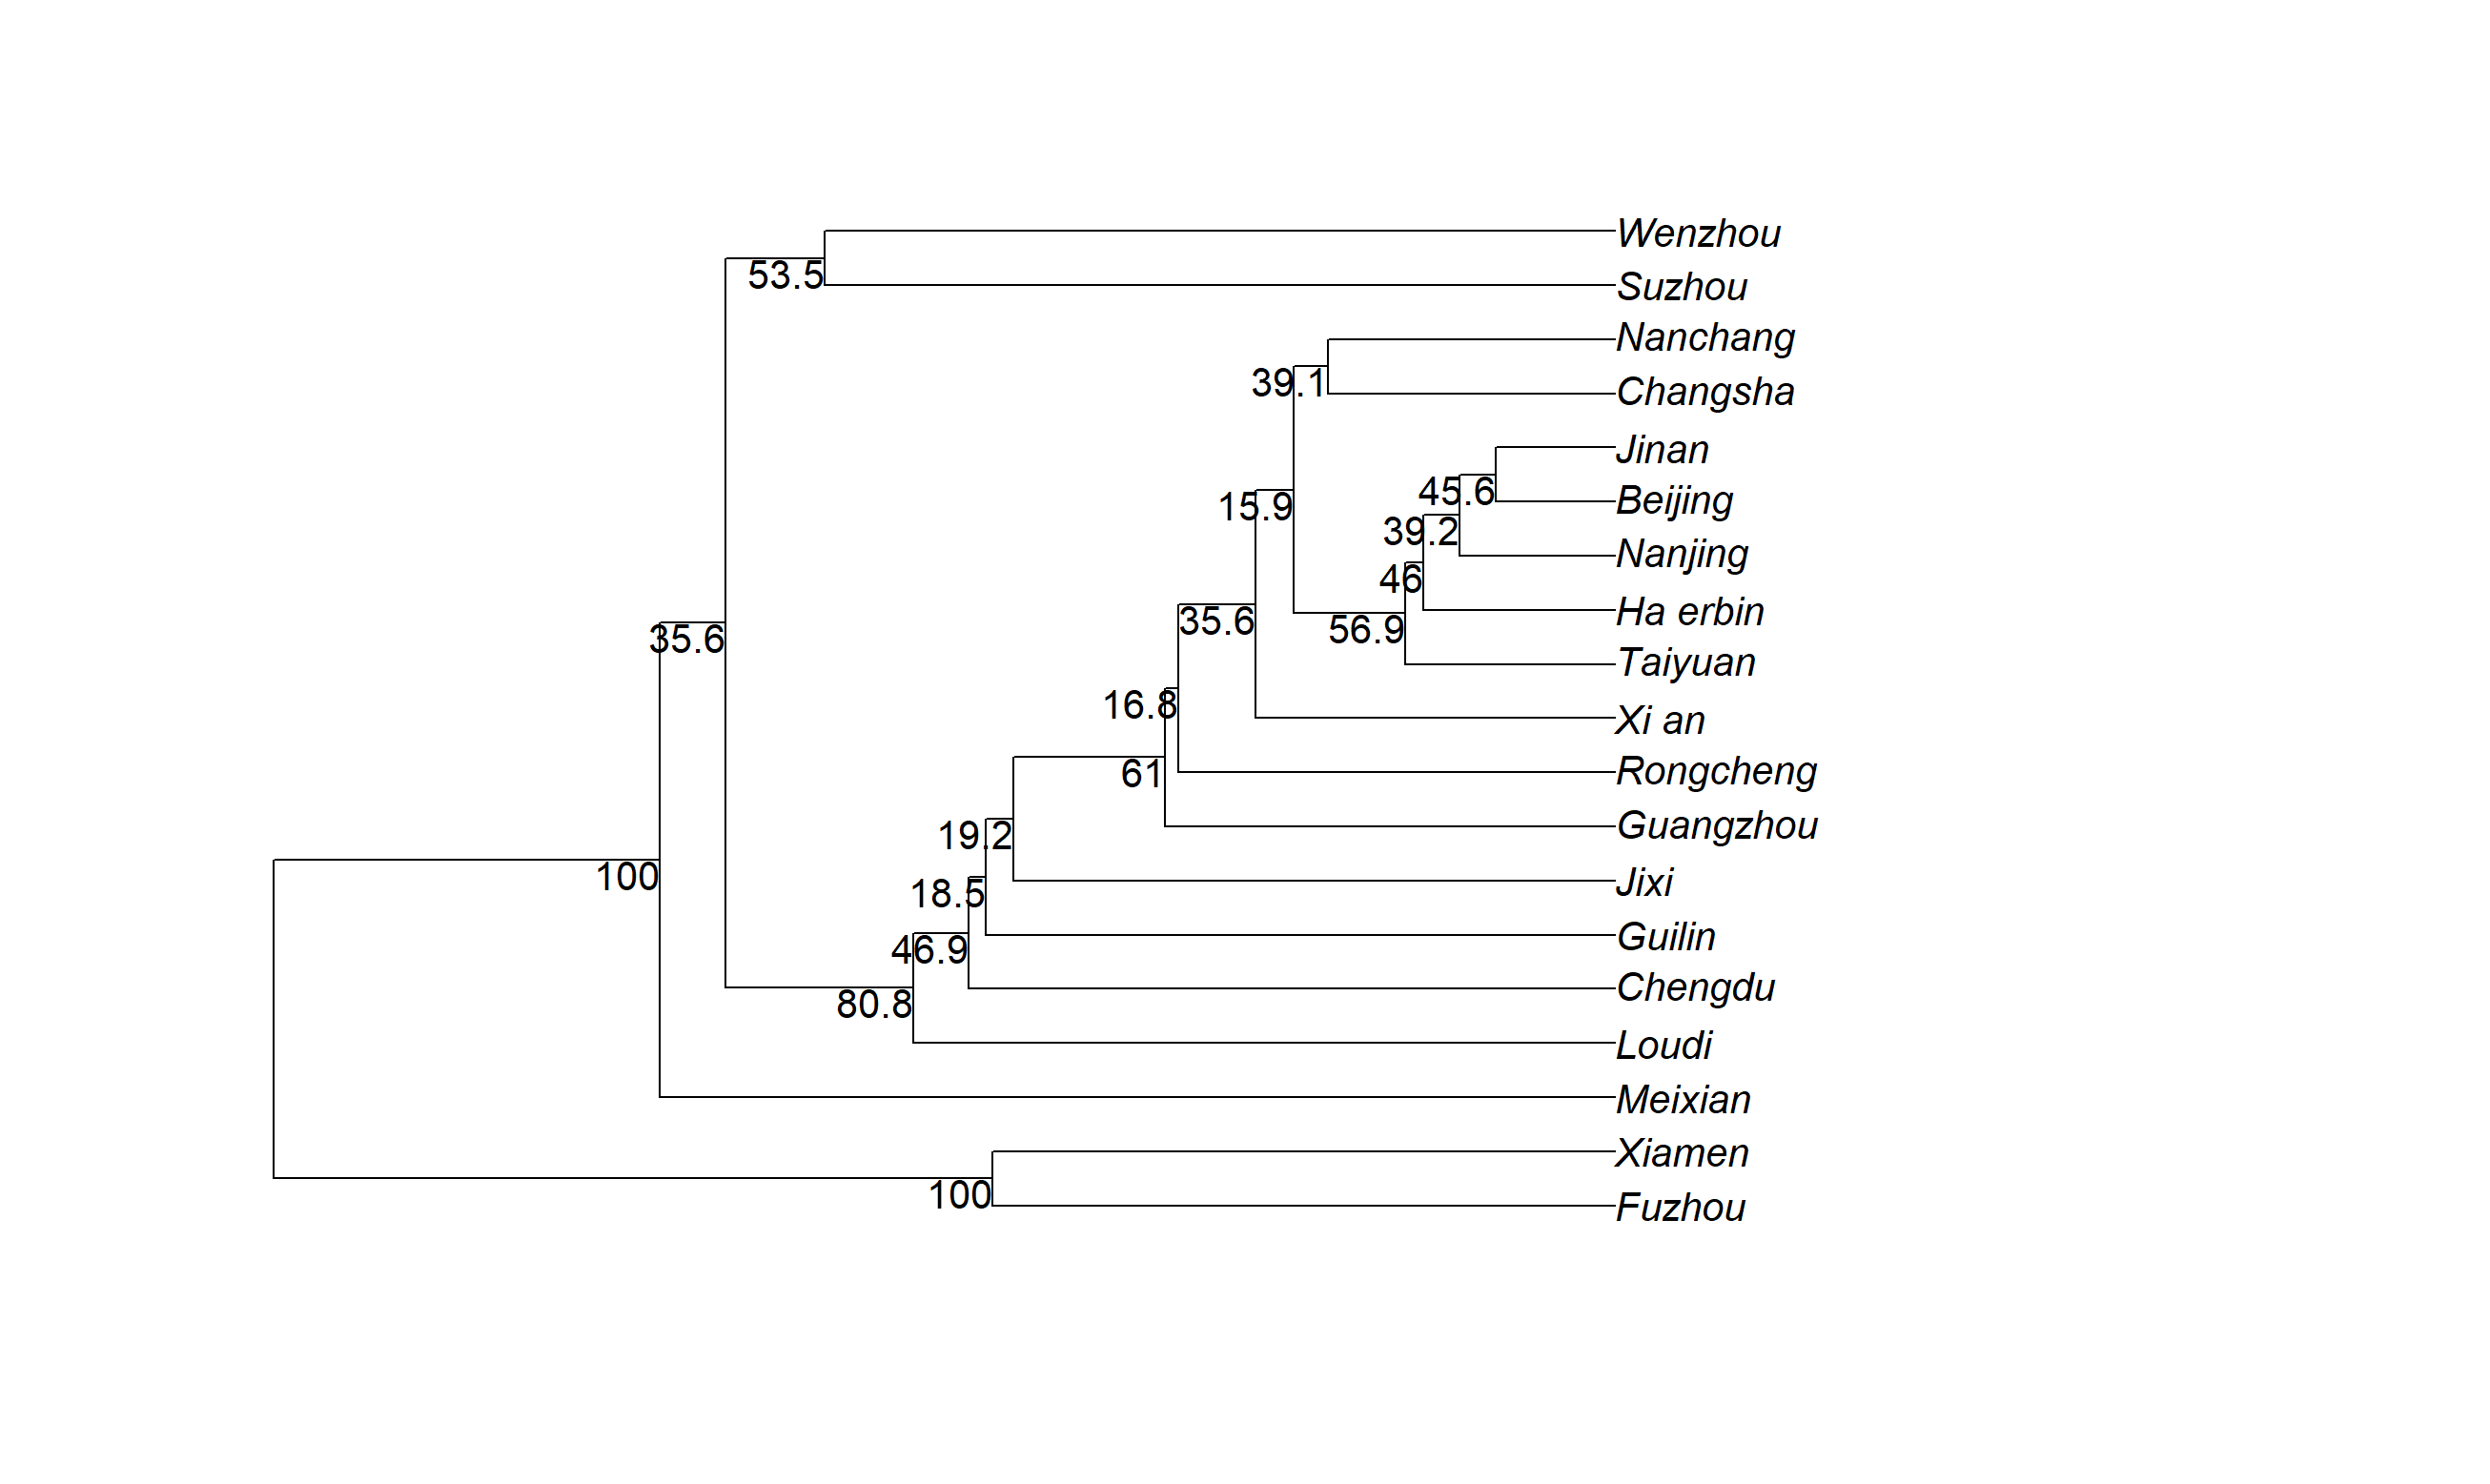 Wenzhou
53.5
Suzhou
Nanchang
39.1
Changsha
Jinan
45.6
Beijing
15.9
39.2
Nanjing
46
Ha erbin
35.6
56.9
35.6
Taiyuan
16.8
Xi an
61
Rongcheng
Guangzhou
19.2
100
Jixi
18.5
Guilin
46.9
Chengdu
80.8
Loudi
Meixian
Xiamen
100
Fuzhou